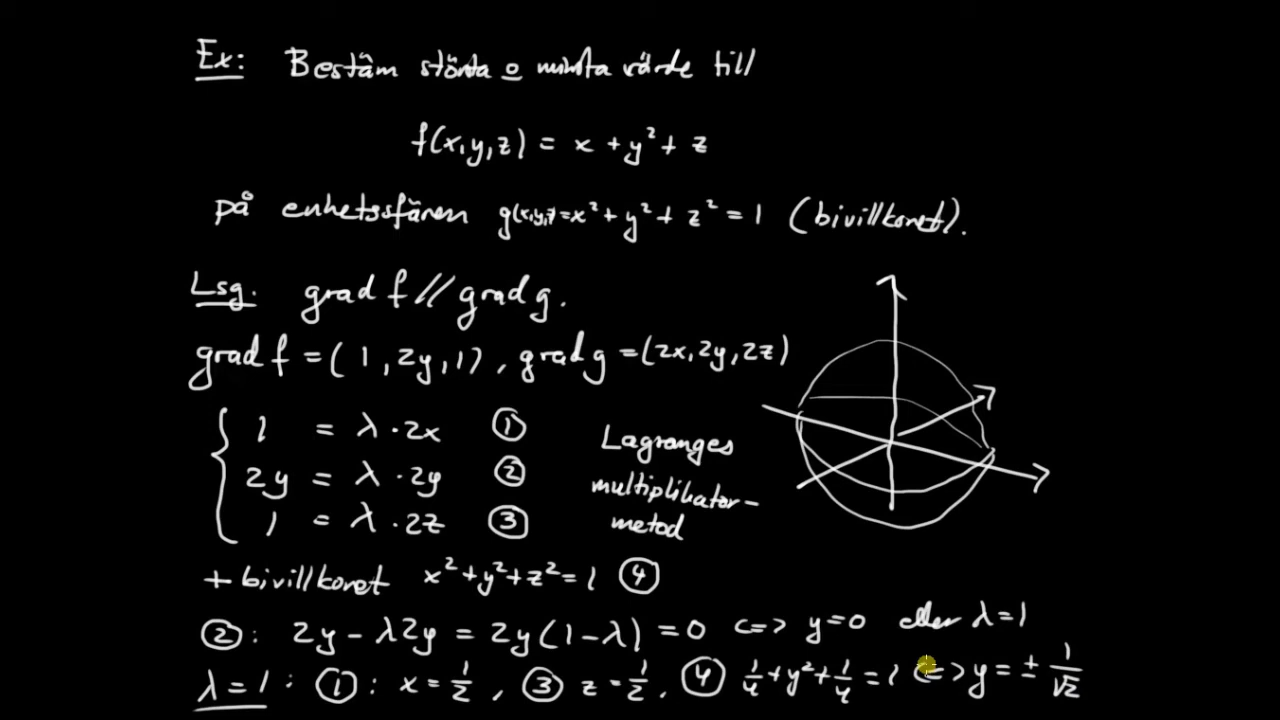 Ex: Bestäm största o minsta värde till
f(x,y,z) = x + y² + z
på enhetssfären g(x,y,z)=x² + y² + z² = 1 (bivillkoret).
Lsg. grad f // grad g.
grad f = (1, 2y, 1), grad g = (2x, 2y, 2z)
1 = λ·2x ①
2y = λ·2y ②
1 = λ·2z ③
Lagranges
multiplikator-
metod
+ bivillkoret x²+y²+z²=1 ④
②: 2y - λ2y = 2y(1-λ) = 0 <=> y=0 eller λ=1
λ=1: ①: x=1/2, ③ z=1/2, ④ 1/4+y²+1/4=1 <=> y=± 1/√2